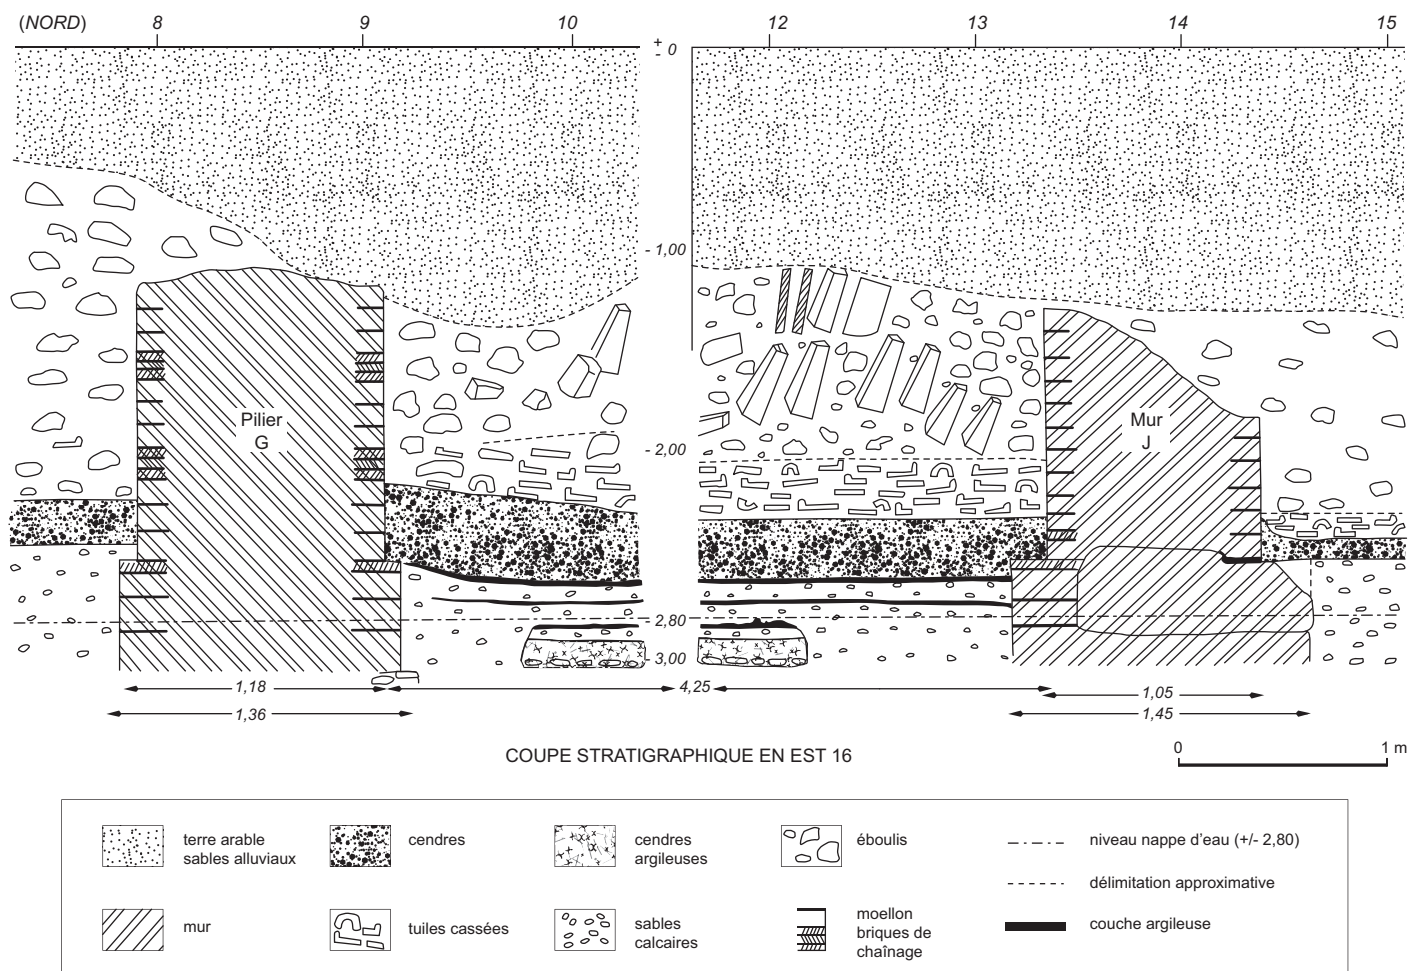 (NORD) 8 9 10 12 13 14 15
+
- 0
- 1,00
Pilier
G
Mur
J
- 2,00
- 2,80
- 3,00
1,18 4,25 1,05
1,36 1,45
COUPE STRATIGRAPHIQUE EN EST 16
0 1 m
terre arable
sables alluviaux
cendres
cendres
argileuses
éboulis
niveau nappe d'eau (+/- 2,80)
délimitation approximative
mur
tuiles cassées
sables
calcaires
moellon
briques de
chaînage
couche argileuse